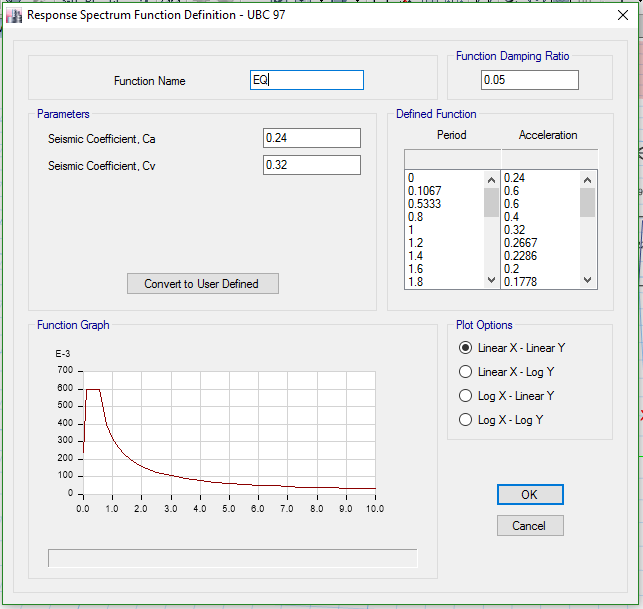 Response Spectrum Function Definition - UBC 97
Function Name
EQ
Function Damping Ratio
0.05
Parameters
Seismic Coefficient, Ca
0.24
Seismic Coefficient, Cv
0.32
Convert to User Defined
Defined Function
Period Acceleration
0 0.24
0.1067 0.6
0.5333 0.6
0.8 0.4
1 0.32
1.2 0.2667
1.4 0.2286
1.6 0.2
1.8 0.1778
Function Graph
E-3
700
600
500
400
300
200
100
0
0.0 1.0 2.0 3.0 4.0 5.0 6.0 7.0 8.0 9.0 10.0
Plot Options
Linear X - Linear Y
Linear X - Log Y
Log X - Linear Y
Log X - Log Y
OK
Cancel